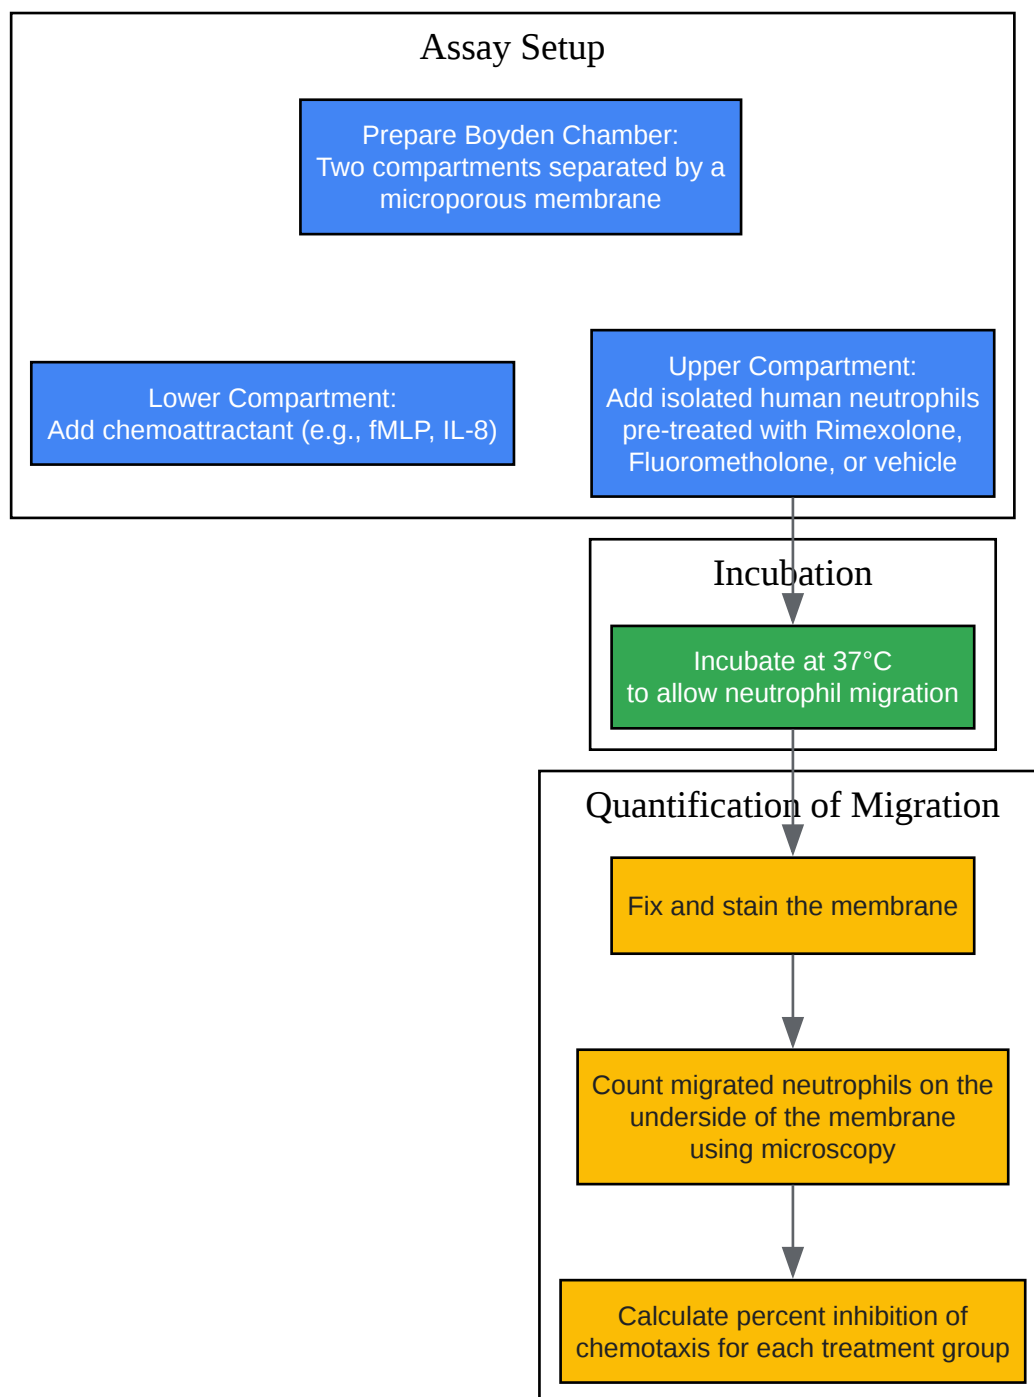 Assay Setup
Prepare Boyden Chamber:
Two compartments separated by a
microporous membrane
Lower Compartment:
Add chemoattractant (e.g., fMLP, IL-8)
Upper Compartment:
Add isolated human neutrophils
pre-treated with Rimexolone,
Fluorometholone, or vehicle
Incubation
Incubate at 37°C
to allow neutrophil migration
Quantification of Migration
Fix and stain the membrane
Count migrated neutrophils on the
underside of the membrane
using microscopy
Calculate percent inhibition of
chemotaxis for each treatment group